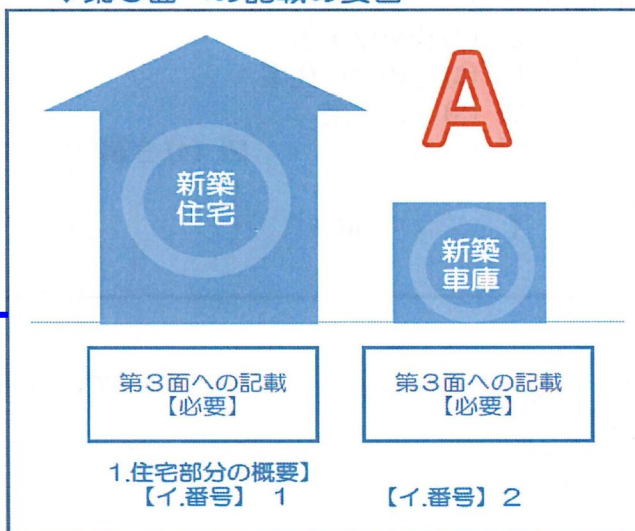 A
新築
住宅
新築
車庫
第3面への記載
【必要】
第3面への記載
【必要】
1.住宅部分の概要】
【イ.番号】 1
【イ.番号】 2